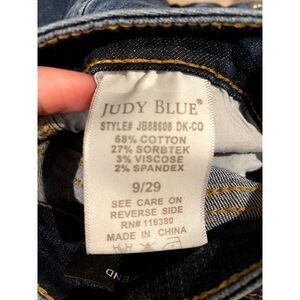 JUDY BLUE®
STYLE# JB88608 DK-CO
68% COTTON
27% SORBTEK
3% VISCOSE
2% SPANDEX
9/29
SEE CARE ON
REVERSE SIDE
RN# 116380
MADE IN CHINA
END